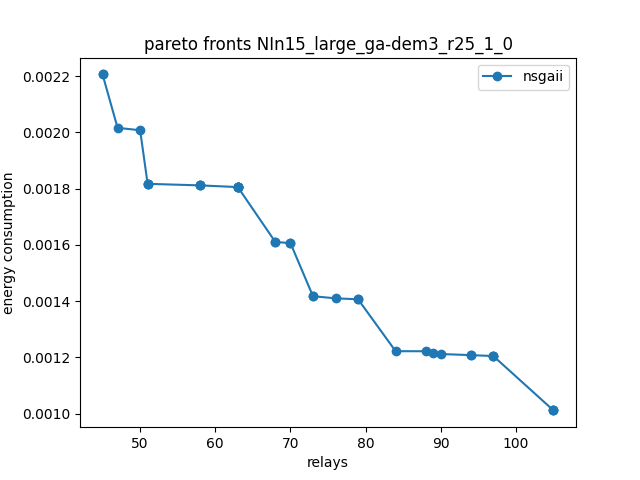 pareto fronts NIn15_large_ga-dem3_r25_1_0
nsgaii
0.0022
0.0020
0.0018
0.0016
0.0014
0.0012
0.0010
energy consumption
50 60 70 80 90 100
relays